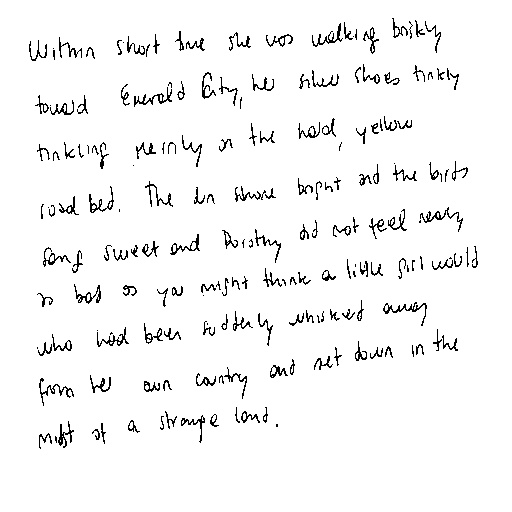 Within short time she was walking briskly
toward Emerald City, her silver shoes tinkly
tinkling merrily on the hard, yellow
road bed. The sun shone bright and the birds
sang sweet and Dorothy did not feel nearly
so bad as you might think a little girl would
who had been suddenly whisked away
from her own country and set down in the
midst of a strange land.